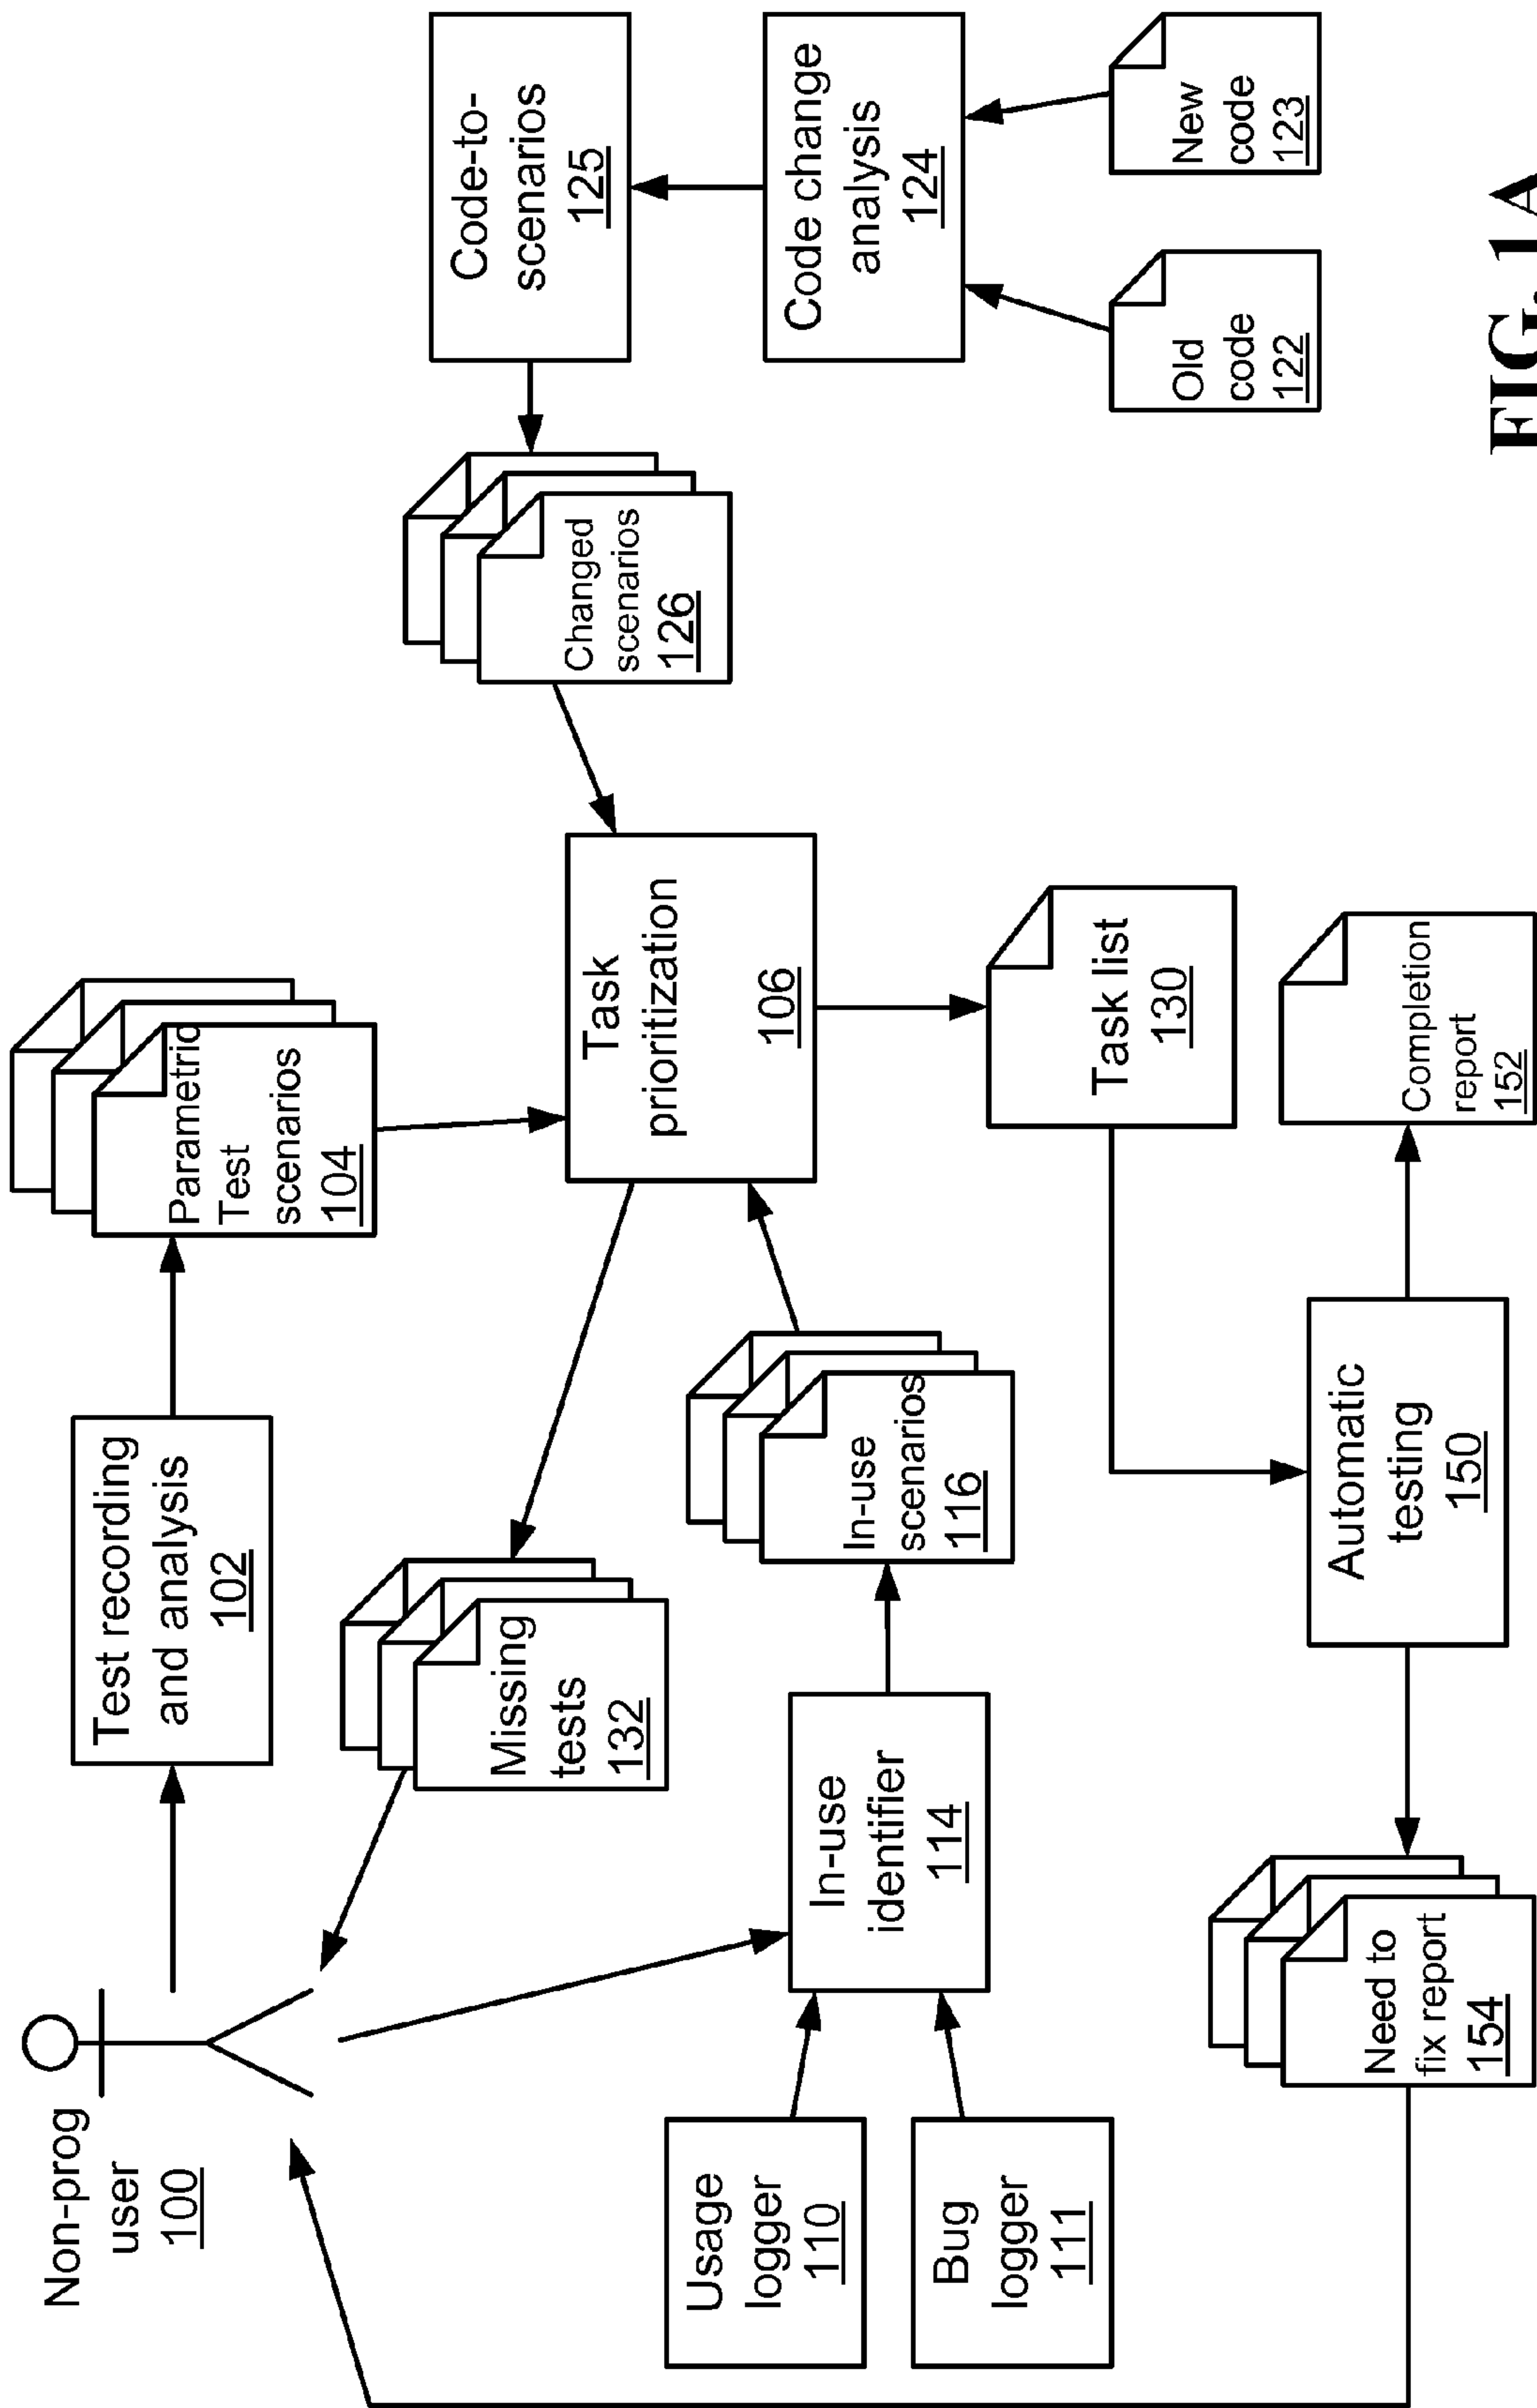 Non-prog
user
100
Test recording
and analysis
102
Parametric
Test
scenarios
104
Missing
tests
132
Task
prioritization
106
Changed
scenarios
126
Code-to-
scenarios
125
Code change
analysis
124
Old
code
122
New
code
123
Usage
logger
110
Bug
logger
111
In-use
identifier
114
In-use
scenarios
116
Task list
130
Need to
fix report
154
Automatic
testing
150
Completion
report
152
FIG. 1A